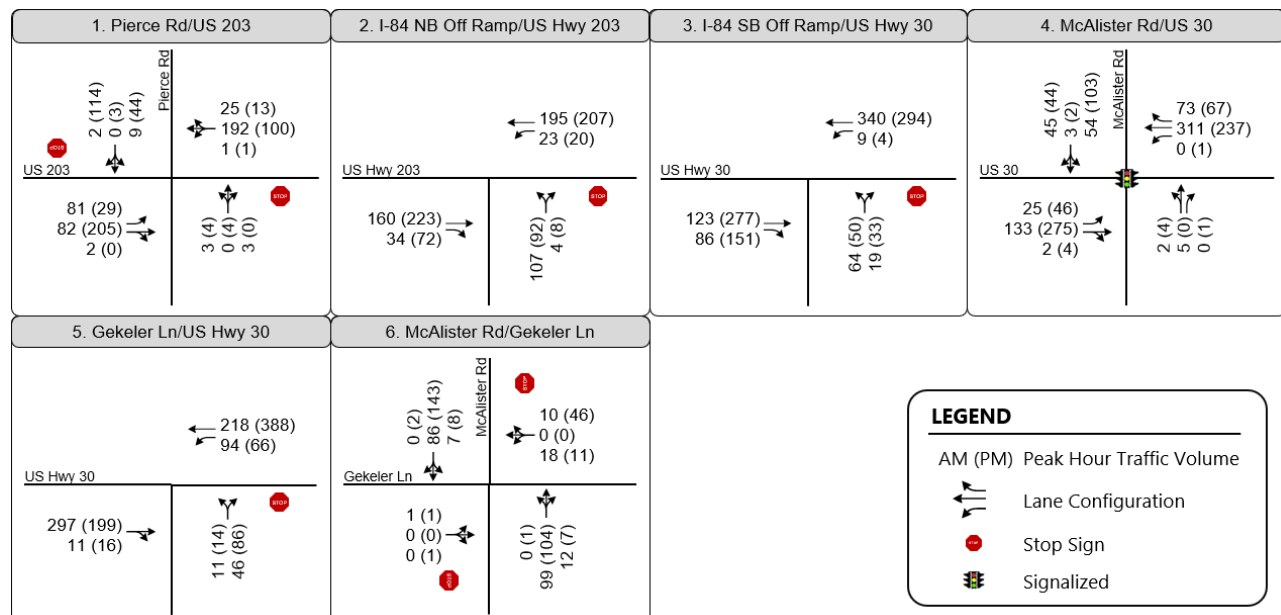 1. Pierce Rd/US 203
Pierce Rd
2 (114)
0 (3)
9 (44)
25 (13)
192 (100)
1 (1)
STOP
US 203
81 (29)
82 (205)
2 (0)
3 (4)
0 (4)
3 (0)
STOP
2. I-84 NB Off Ramp/US Hwy 203
195 (207)
23 (20)
US Hwy 203
160 (223)
34 (72)
107 (92)
4 (8)
STOP
3. I-84 SB Off Ramp/US Hwy 30
340 (294)
9 (4)
US Hwy 30
123 (277)
86 (151)
64 (50)
19 (33)
STOP
4. McAlister Rd/US 30
McAlister Rd
45 (44)
3 (2)
54 (103)
73 (67)
311 (237)
0 (1)
US 30
25 (46)
133 (275)
2 (4)
2 (4)
5 (0)
0 (1)
5. Gekeler Ln/US Hwy 30
218 (388)
94 (66)
US Hwy 30
297 (199)
11 (16)
11 (14)
46 (86)
STOP
6. McAlister Rd/Gekeler Ln
McAlister Rd
0 (2)
86 (143)
7 (8)
STOP
10 (46)
0 (0)
18 (11)
Gekeler Ln
1 (1)
0 (0)
0 (1)
STOP
0 (1)
99 (104)
12 (7)
LEGEND
AM (PM) Peak Hour Traffic Volume
Lane Configuration
STOP
Stop Sign
Signalized